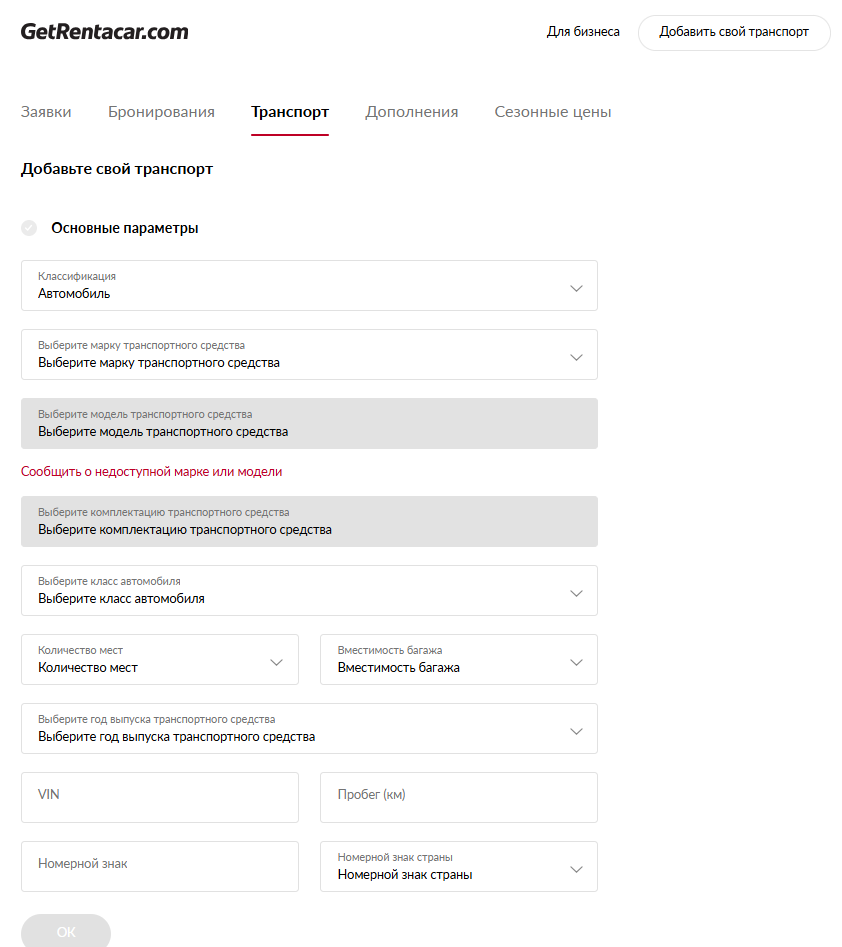 GetRentacar.com
Для бизнеса
Добавить свой транспорт
Заявки
Бронирования
Транспорт
Дополнения
Сезонные цены
Добавьте свой транспорт
Основные параметры
Классификация
Автомобиль
Выберите марку транспортного средства
Выберите марку транспортного средства
Выберите модель транспортного средства
Выберите модель транспортного средства
Сообщить о недоступной марке или модели
Выберите комплектацию транспортного средства
Выберите комплектацию транспортного средства
Выберите класс автомобиля
Выберите класс автомобиля
Количество мест
Количество мест
Вместимость багажа
Вместимость багажа
Выберите год выпуска транспортного средства
Выберите год выпуска транспортного средства
VIN
Пробег (км)
Номерной знак
Номерной знак страны
Номерной знак страны
ОК